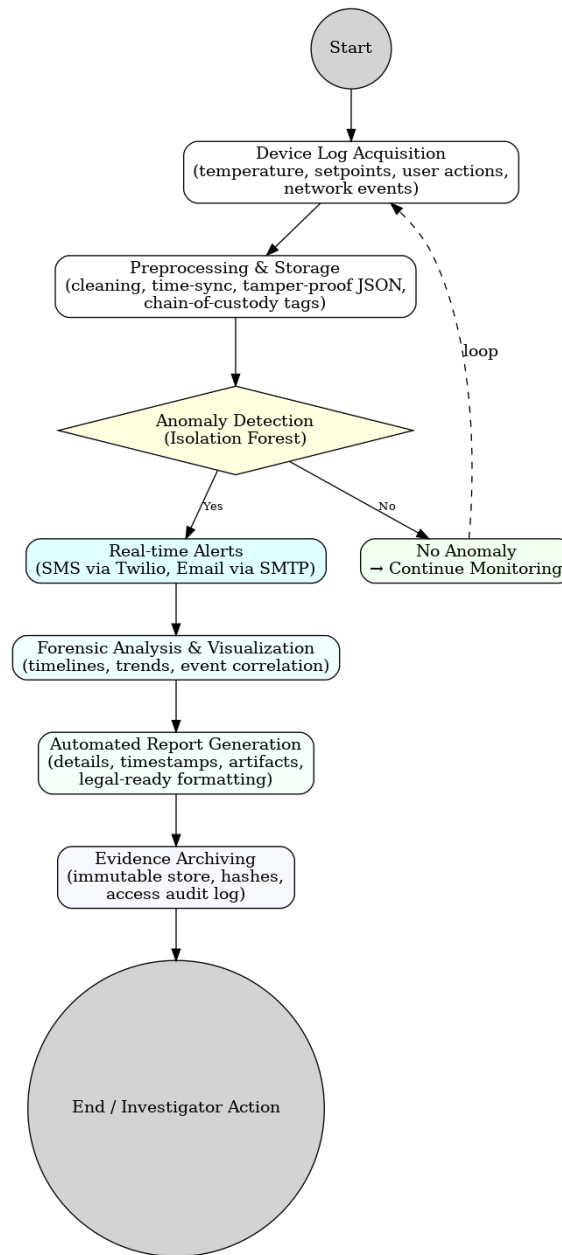 Start
Device Log Acquisition
(temperature, setpoints, user actions,
network events)
Preprocessing & Storage
(cleaning, time-sync, tamper-proof JSON,
chain-of-custody tags)
loop
Anomaly Detection
(Isolation Forest)
Yes
No
Real-time Alerts
(SMS via Twilio, Email via SMTP)
No Anomaly
→ Continue Monitoring
Forensic Analysis & Visualization
(timelines, trends, event correlation)
Automated Report Generation
(details, timestamps, artifacts,
legal-ready formatting)
Evidence Archiving
(immutable store, hashes,
access audit log)
End / Investigator Action